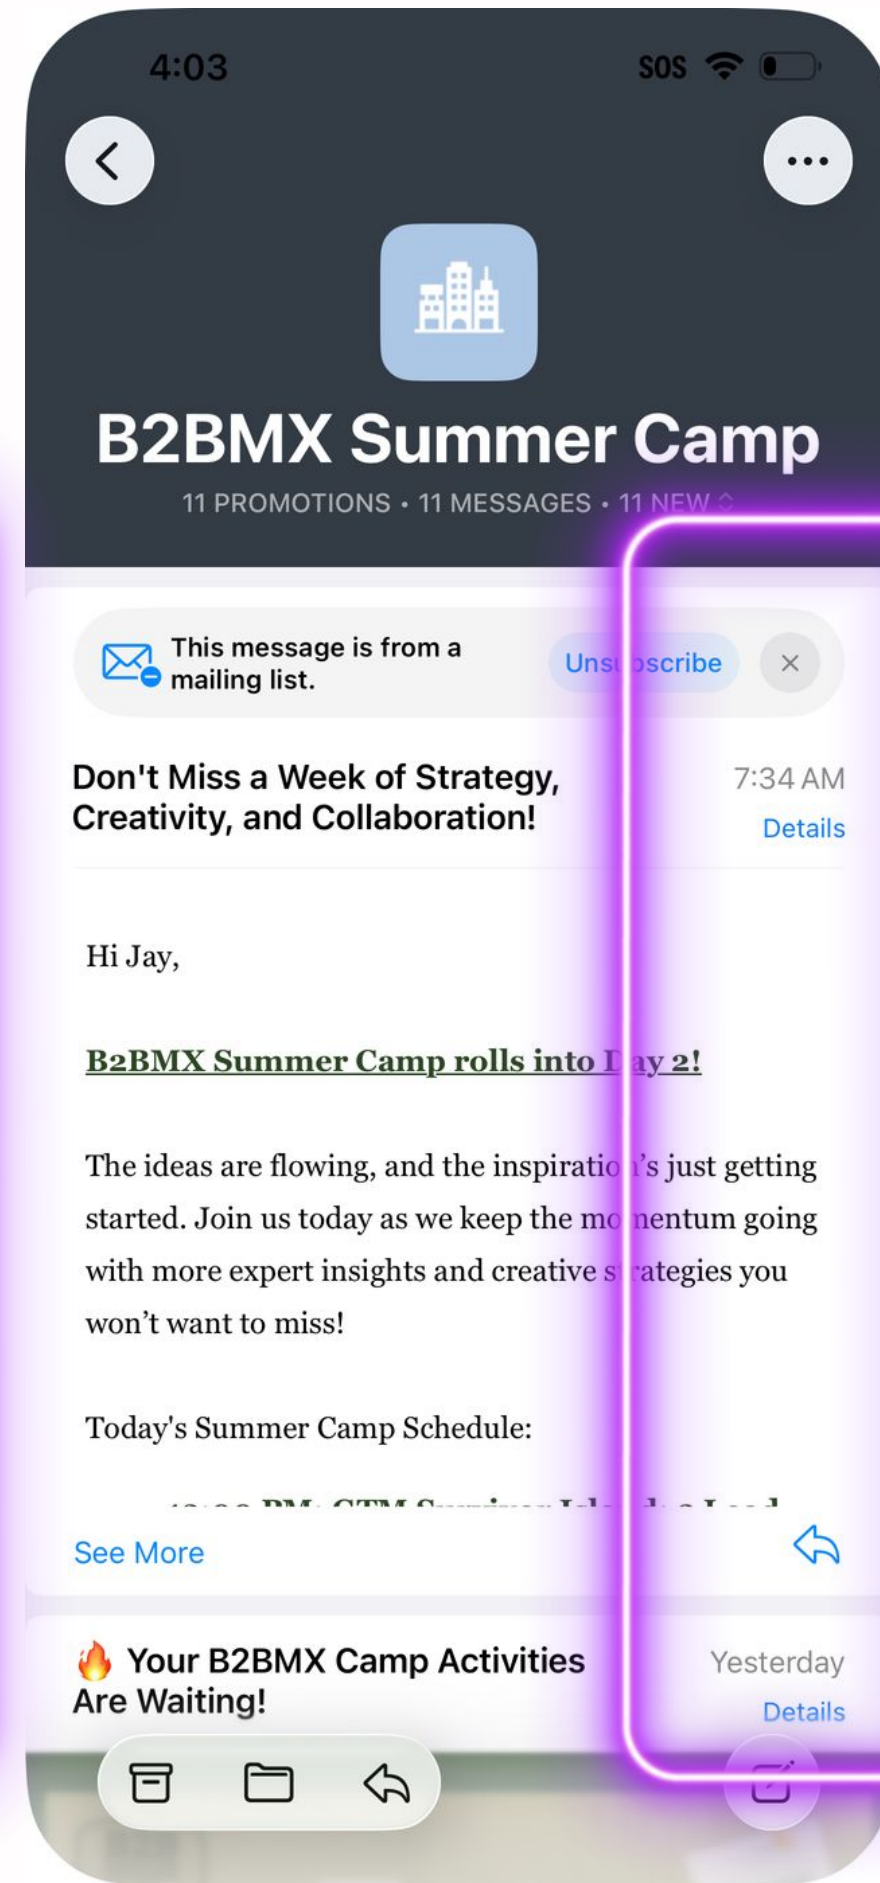 4:03 SOS
B2BMX Summer Camp
11 PROMOTIONS • 11 MESSAGES • 11 NEW
This message is from a
mailing list.
Unsubscribe
Don't Miss a Week of Strategy,
Creativity, and Collaboration!
7:34 AM
Details
Hi Jay,
B2BMX Summer Camp rolls into Day 2!
The ideas are flowing, and the inspiration’s just getting
started. Join us today as we keep the momentum going
with more expert insights and creative strategies you
won’t want to miss!
Today's Summer Camp Schedule:
See More
🔥 Your B2BMX Camp Activities
Are Waiting!
Yesterday
Details